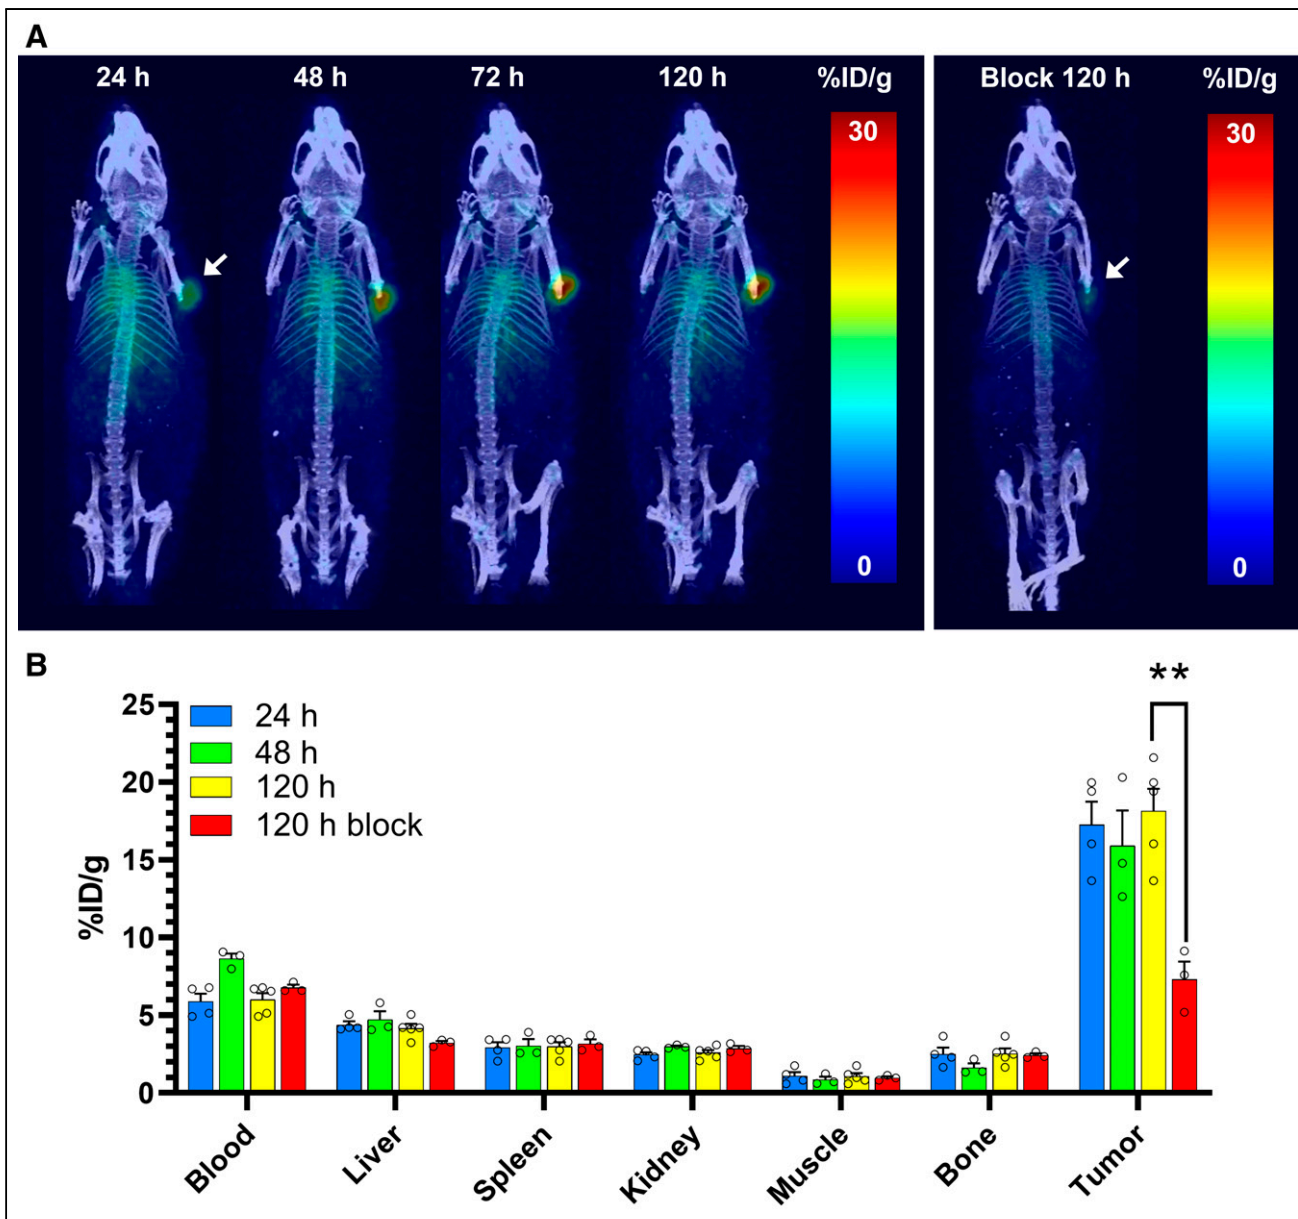 A
24 h 48 h 72 h 120 h %ID/g Block 120 h %ID/g
30 30
0 0
B
**
25
20
15
10
5
0
%ID/g
24 h
48 h
120 h
120 h block
Blood Liver Spleen Kidney Muscle Bone Tumor